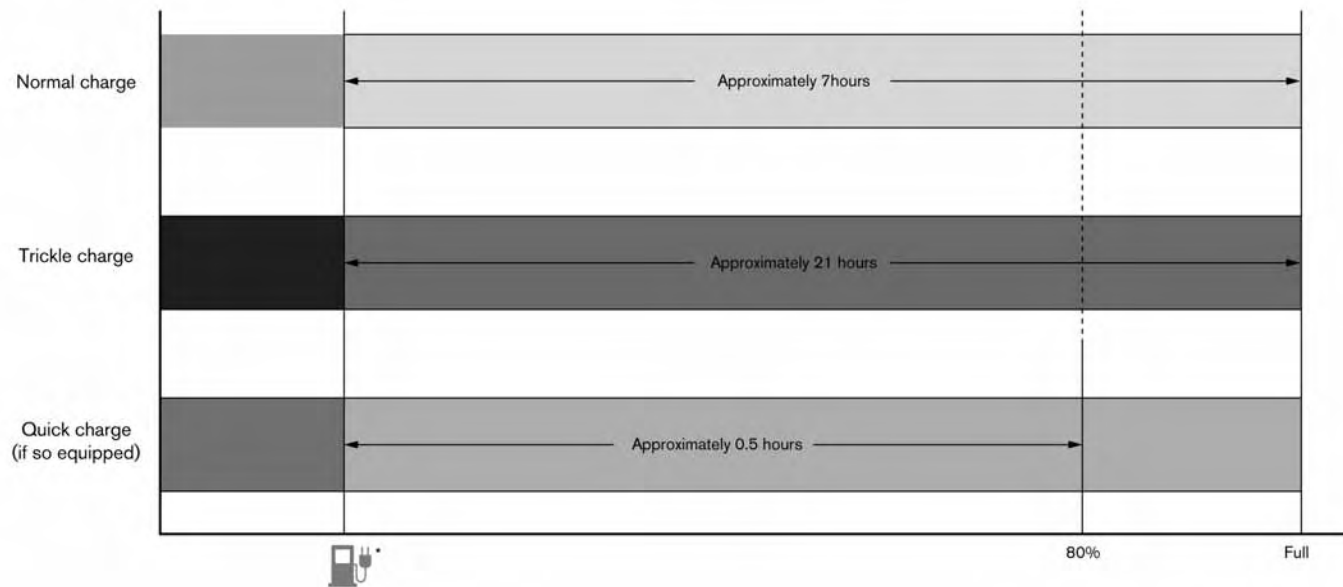 Normal charge
Approximately 7hours
Trickle charge
Approximately 21 hours
Quick charge
(if so equipped)
Approximately 0.5 hours
*
80%
Full